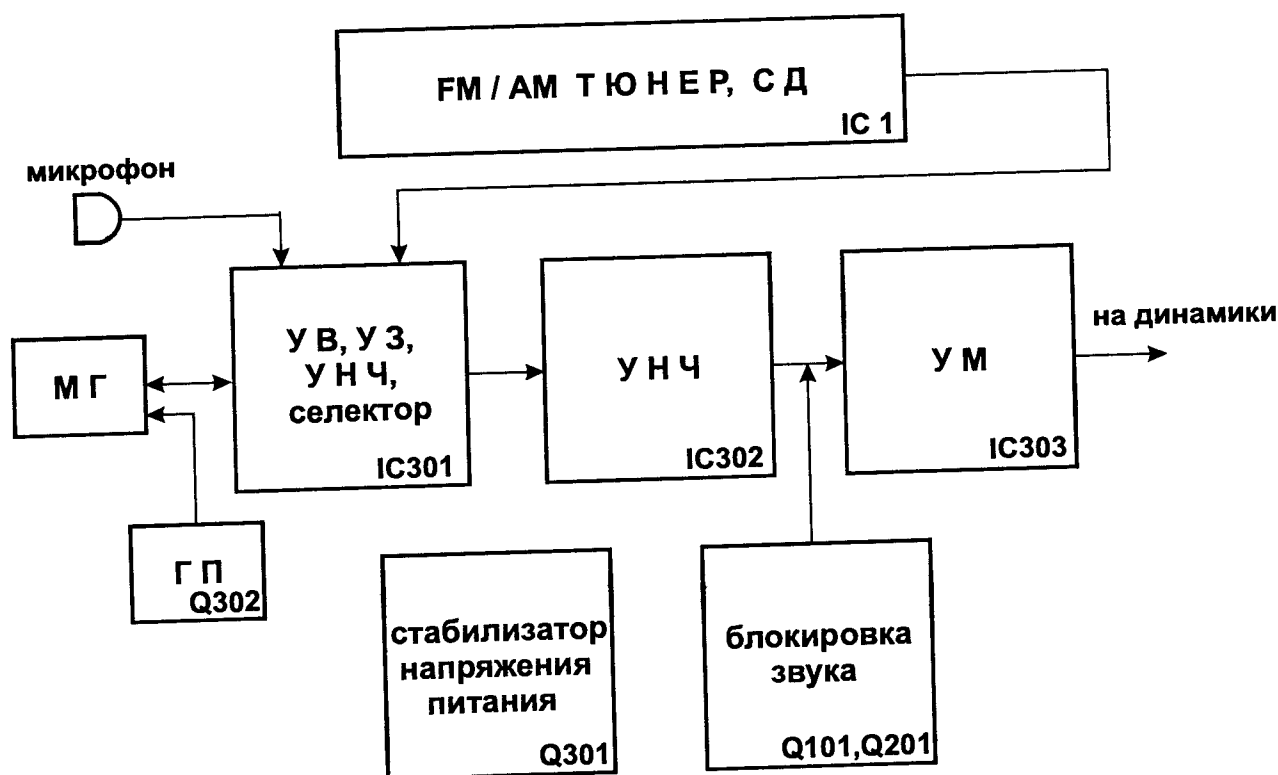 FM / AM Т Ю Н Е Р, С Д
IC 1
микрофон
У В, У З,
У Н Ч,
селектор
IC301
У Н Ч
IC302
У М
IC303
на динамики
М Г
Г П
Q302
стабилизатор
напряжения
питания
Q301
блокировка
звука
Q101,Q201